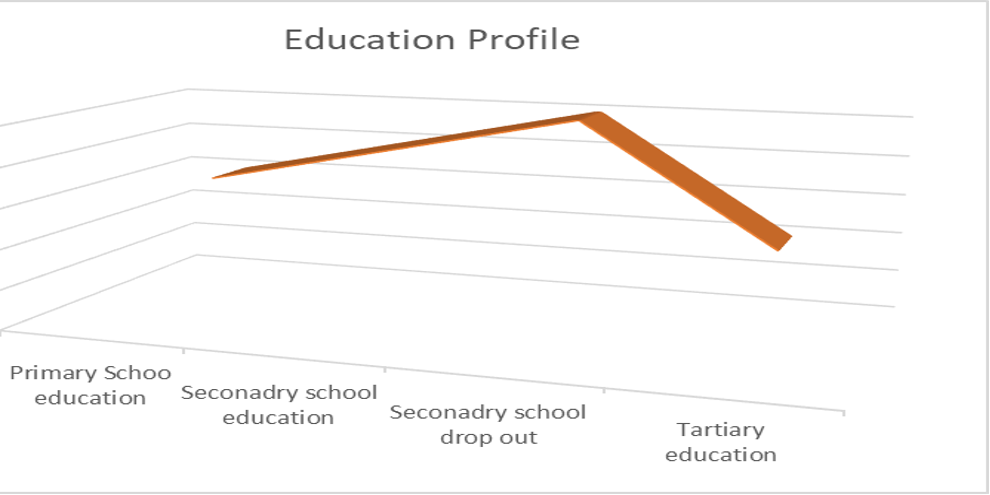 Education Profile
Primary Schoo
education
Seconadry school
education
Seconadry school
drop out
Tartiary
education